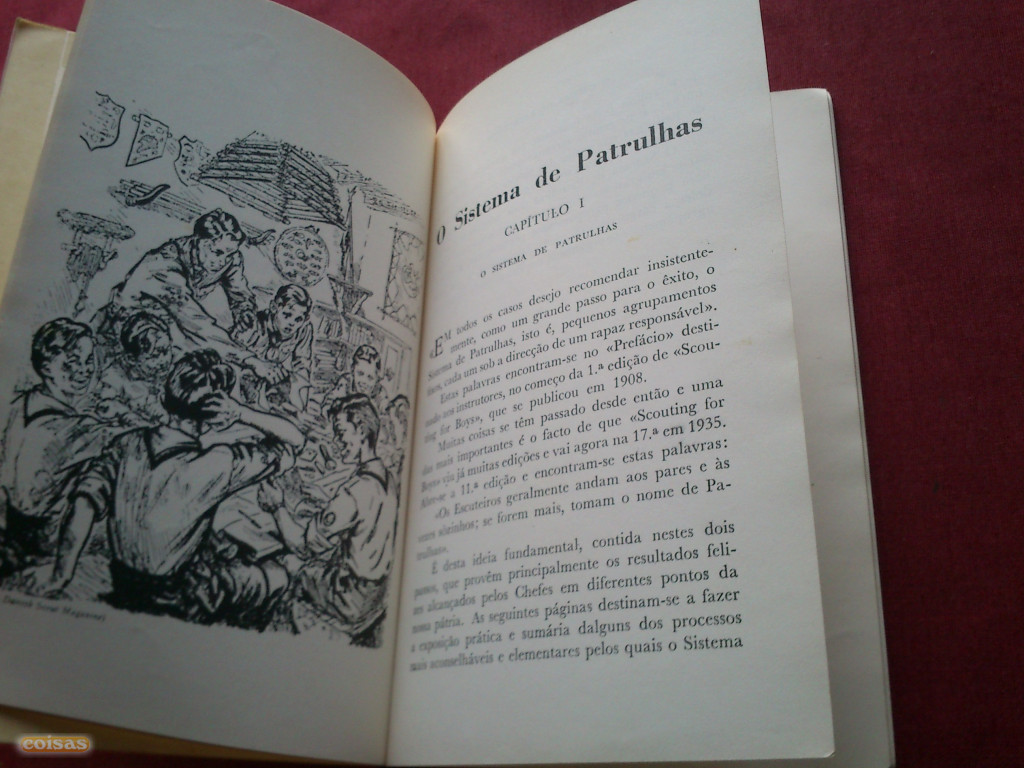 (Danish Scout Magazine)
O Sistema de Patrulhas
CAPÍTULO I
O SISTEMA DE PATRULHAS
«EM todos os casos desejo recomendar insistente-
mente, como um grande passo para o êxito, o
Sistema de Patrulhas, isto é, pequenos agrupamentos
cada um sob a direcção de um rapaz responsável».
Estas palavras encontram-se no «Prefácio» desti-
nado aos instrutores, no começo da 1.ª edição de «Scou-
ting for Boys», que se publicou em 1908.
Muitas coisas se têm passado desde então e uma
das mais importantes é o facto de que «Scouting for
Boys» viu já muitas edições e vai agora na 17.ª em 1935.
a 11.ª edição e encontram-se estas palavras:
«Os Escuteiros geralmente andam aos pares e às
vezes sòzinhos; se forem mais, tomam o nome de Pa-
trulha».
É desta ideia fundamental, contida nestes dois
passos, que provêm principalmente os resultados feli-
zes alcançados pelos Chefes em diferentes pontos da
nossa pátria. As seguintes páginas destinam-se a fazer
a exposição prática e sumária dalguns dos processos
mais aconselháveis e elementares pelos quais o Sistema
coisas